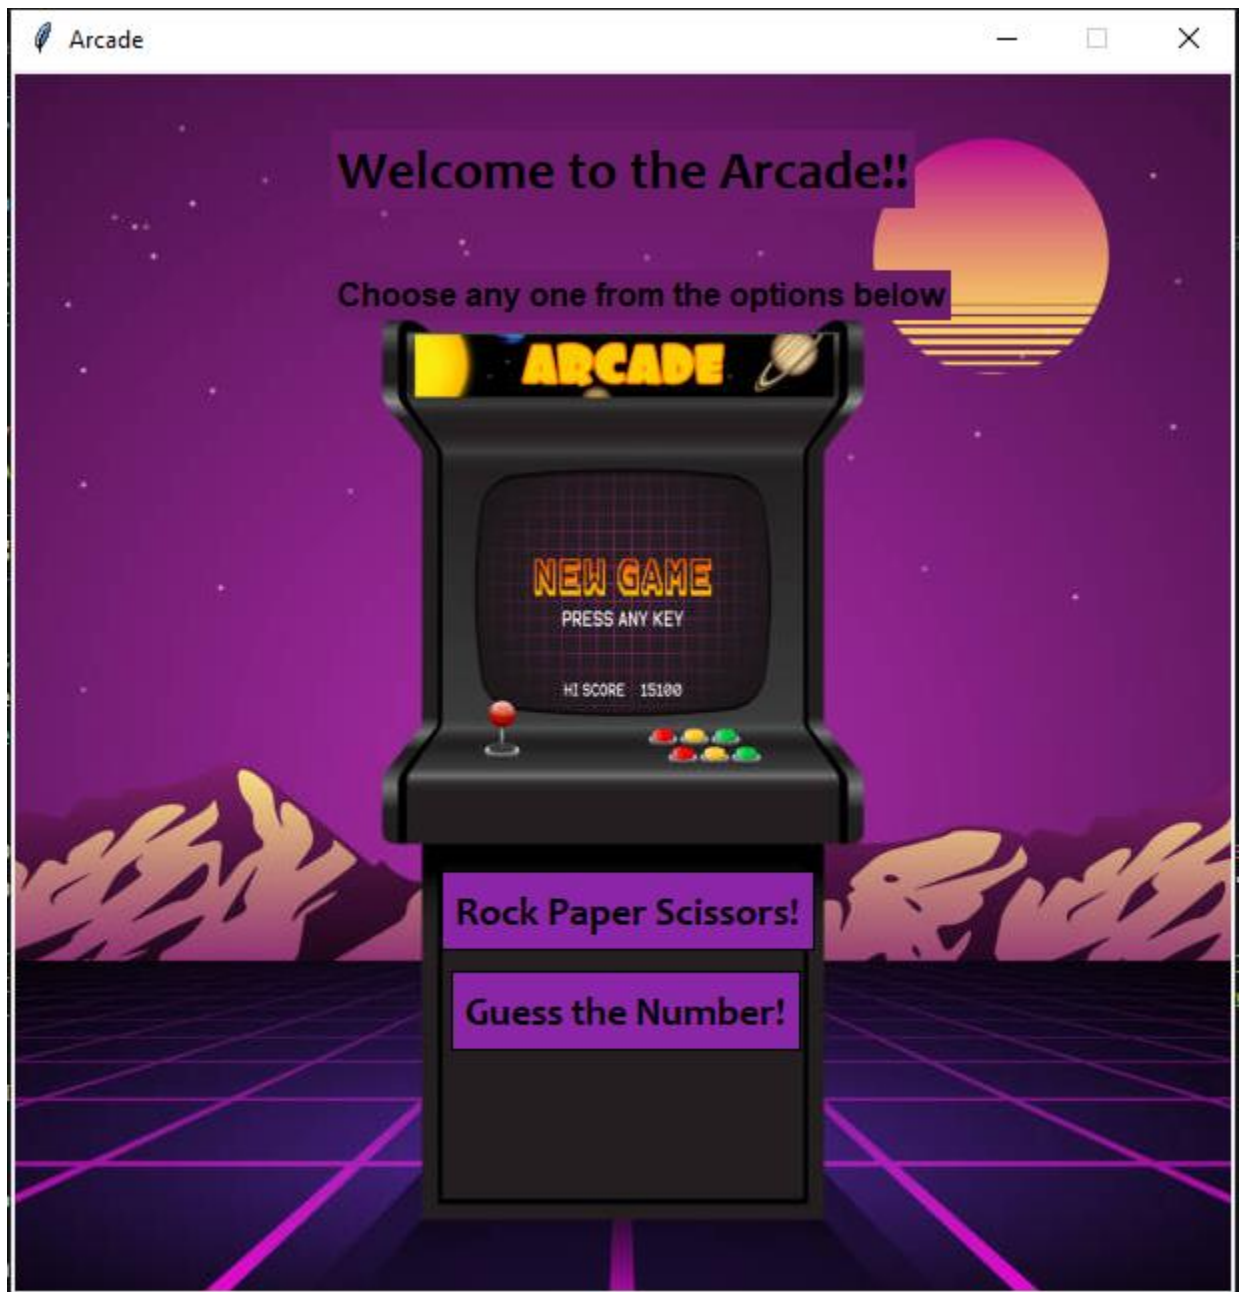 Arcade
Welcome to the Arcade!!
Choose any one from the options below
ARCADE
NEW GAME
PRESS ANY KEY
HI SCORE 15100
Rock Paper Scissors!
Guess the Number!